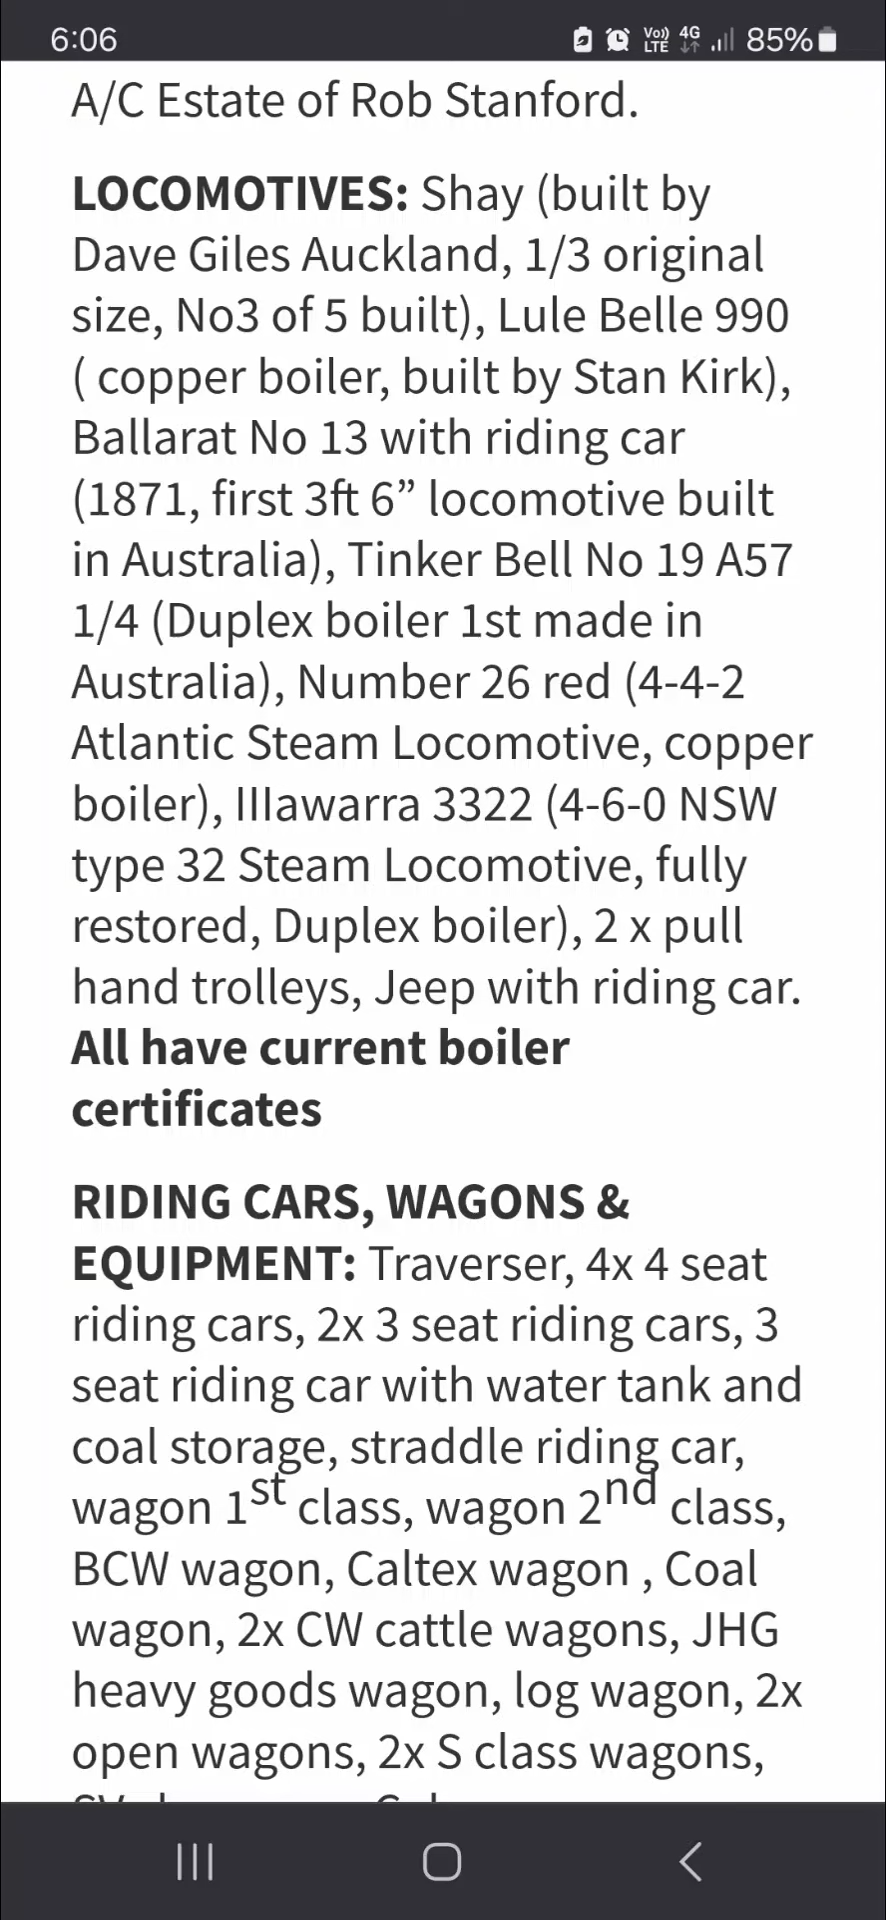 6:06 Vo)) LTE 4G 85%
A/C Estate of Rob Stanford.
LOCOMOTIVES: Shay (built by
Dave Giles Auckland, 1/3 original
size, No3 of 5 built), Lule Belle 990
( copper boiler, built by Stan Kirk),
Ballarat No 13 with riding car
(1871, first 3ft 6” locomotive built
in Australia), Tinker Bell No 19 A57
1/4 (Duplex boiler 1st made in
Australia), Number 26 red (4-4-2
Atlantic Steam Locomotive, copper
boiler), IIIawarra 3322 (4-6-0 NSW
type 32 Steam Locomotive, fully
restored, Duplex boiler), 2 x pull
hand trolleys, Jeep with riding car.
All have current boiler
certificates
RIDING CARS, WAGONS &
EQUIPMENT: Traverser, 4x 4 seat
riding cars, 2x 3 seat riding cars, 3
seat riding car with water tank and
coal storage, straddle riding car,
wagon 1st class, wagon 2nd class,
BCW wagon, Caltex wagon , Coal
wagon, 2x CW cattle wagons, JHG
heavy goods wagon, log wagon, 2x
open wagons, 2x S class wagons,